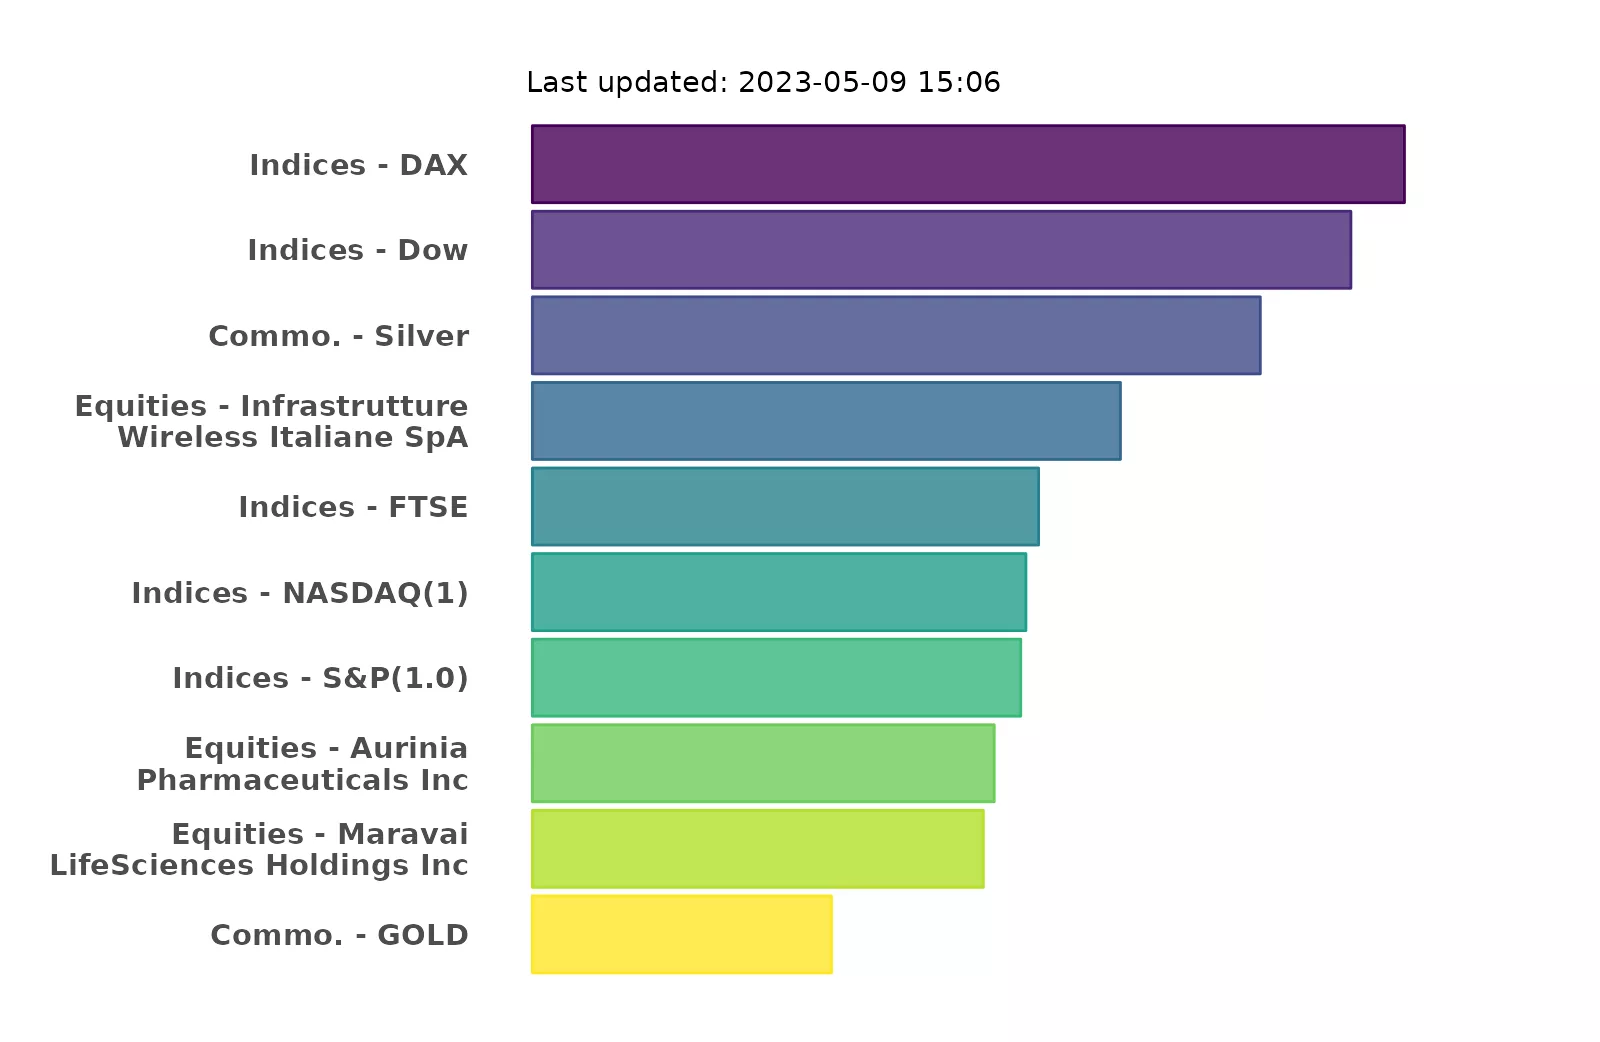 Last updated: 2023-05-09 15:06
Indices - DAX
Indices - Dow
Commo. - Silver
Equities - Infrastrutture
Wireless Italiane SpA
Indices - FTSE
Indices - NASDAQ(1)
Indices - S&P(1.0)
Equities - Aurinia
Pharmaceuticals Inc
Equities - Maravai
LifeSciences Holdings Inc
Commo. - GOLD